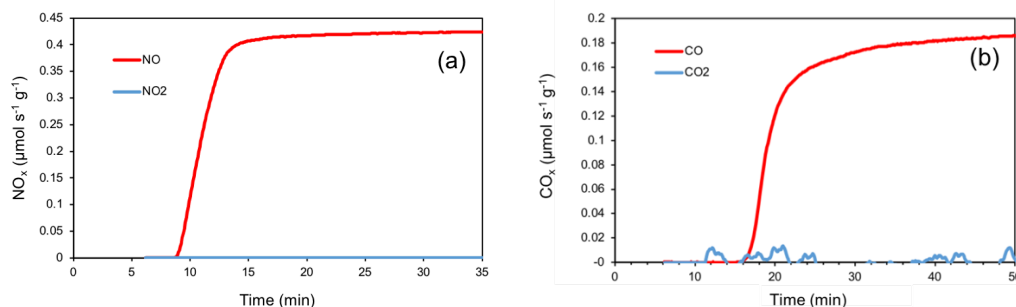 0.45
0.4
0.35
0.3
0.25
0.2
0.15
0.1
0.05
0
NOₓ (µmol s⁻¹ g⁻¹)
NO
NO2
(a)
0 5 10 15 20 25 30 35
Time (min)
0.2
0.18
0.16
0.14
0.12
0.1
0.08
0.06
0.04
0.02
-0
COₓ (µmol s⁻¹ g⁻¹)
CO
CO2
(b)
0 10 20 30 40 50
Time (min)